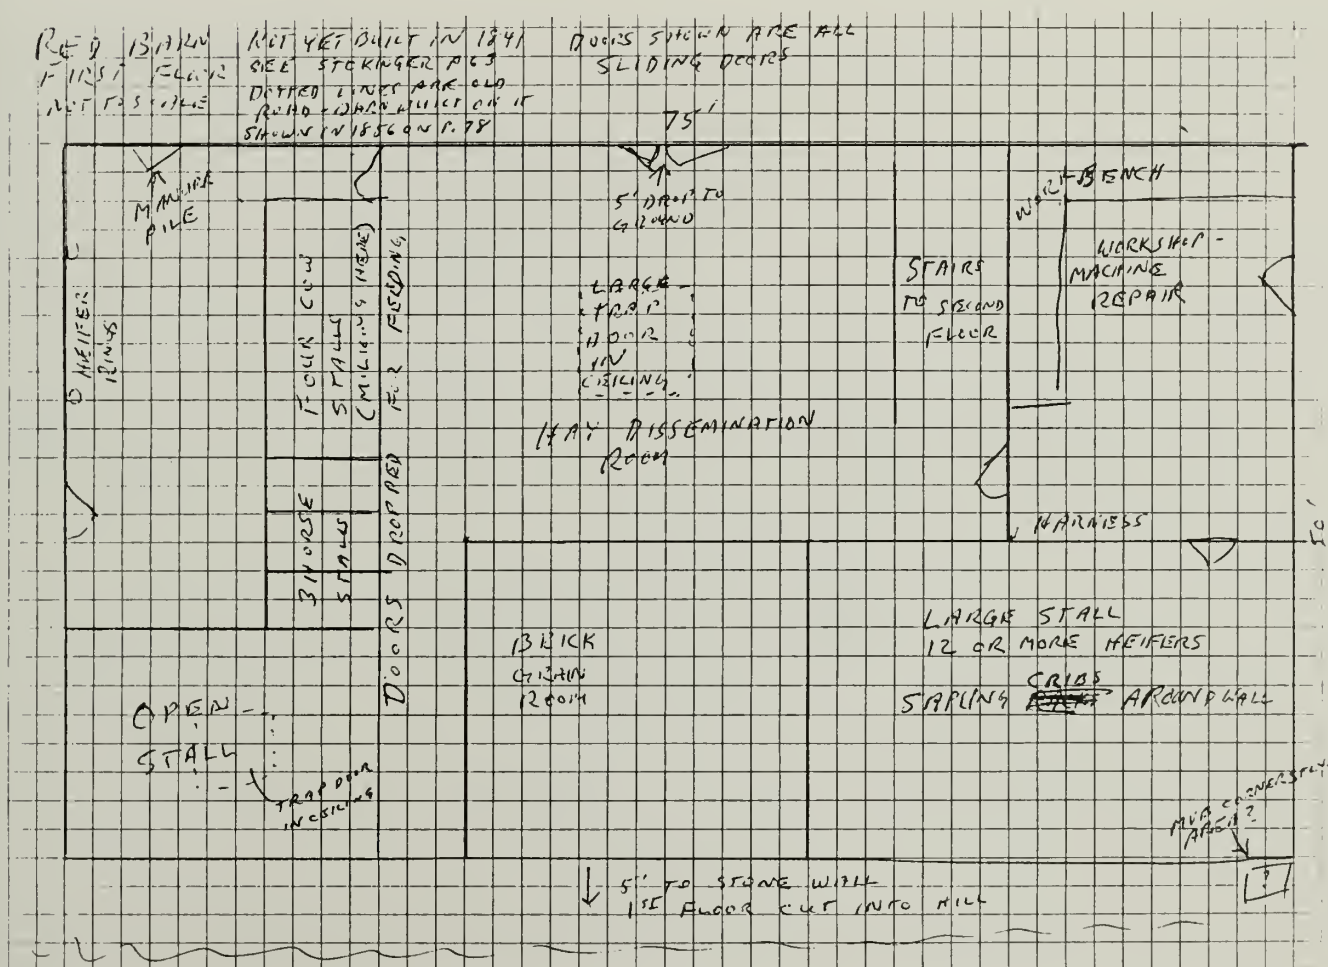 RED BARN
FIRST FLOOR
NOT TO SCALE
NOT YET BUILT IN 1841
SEE STEKINGER P 63
DOTTED LINES ARE OLD
ROAD - BARN BUILT ON IT
SHOWN IN 1856 ON P. 78
DOORS SHOWN ARE ALL
SLIDING DOORS
75'
MANURE
PILE
5' DROP TO
GROUND
WORK BENCH
WORKSHOP -
MACHINE
REPAIR
HEIFER
RINGS
FOUR COW
STALLS
(MILKING HERE)
DOORS DROPPED FOR FEEDING
LARGE
TRAP
DOOR
IN
CEILING
STAIRS
TO SECOND
FLOOR
HAY DISSEMINATION
ROOM
3 HORSE
STALLS
HARNESS
50'
BRICK
GRAIN
ROOM
LARGE STALL
12 OR MORE HEIFERS
SAPLING CRIBS AROUND WALL
OPEN
STALL
TRAP DOOR
IN CEILING
AREA?
?
5' TO STONE WALL
1ST FLOOR CUT INTO HILL